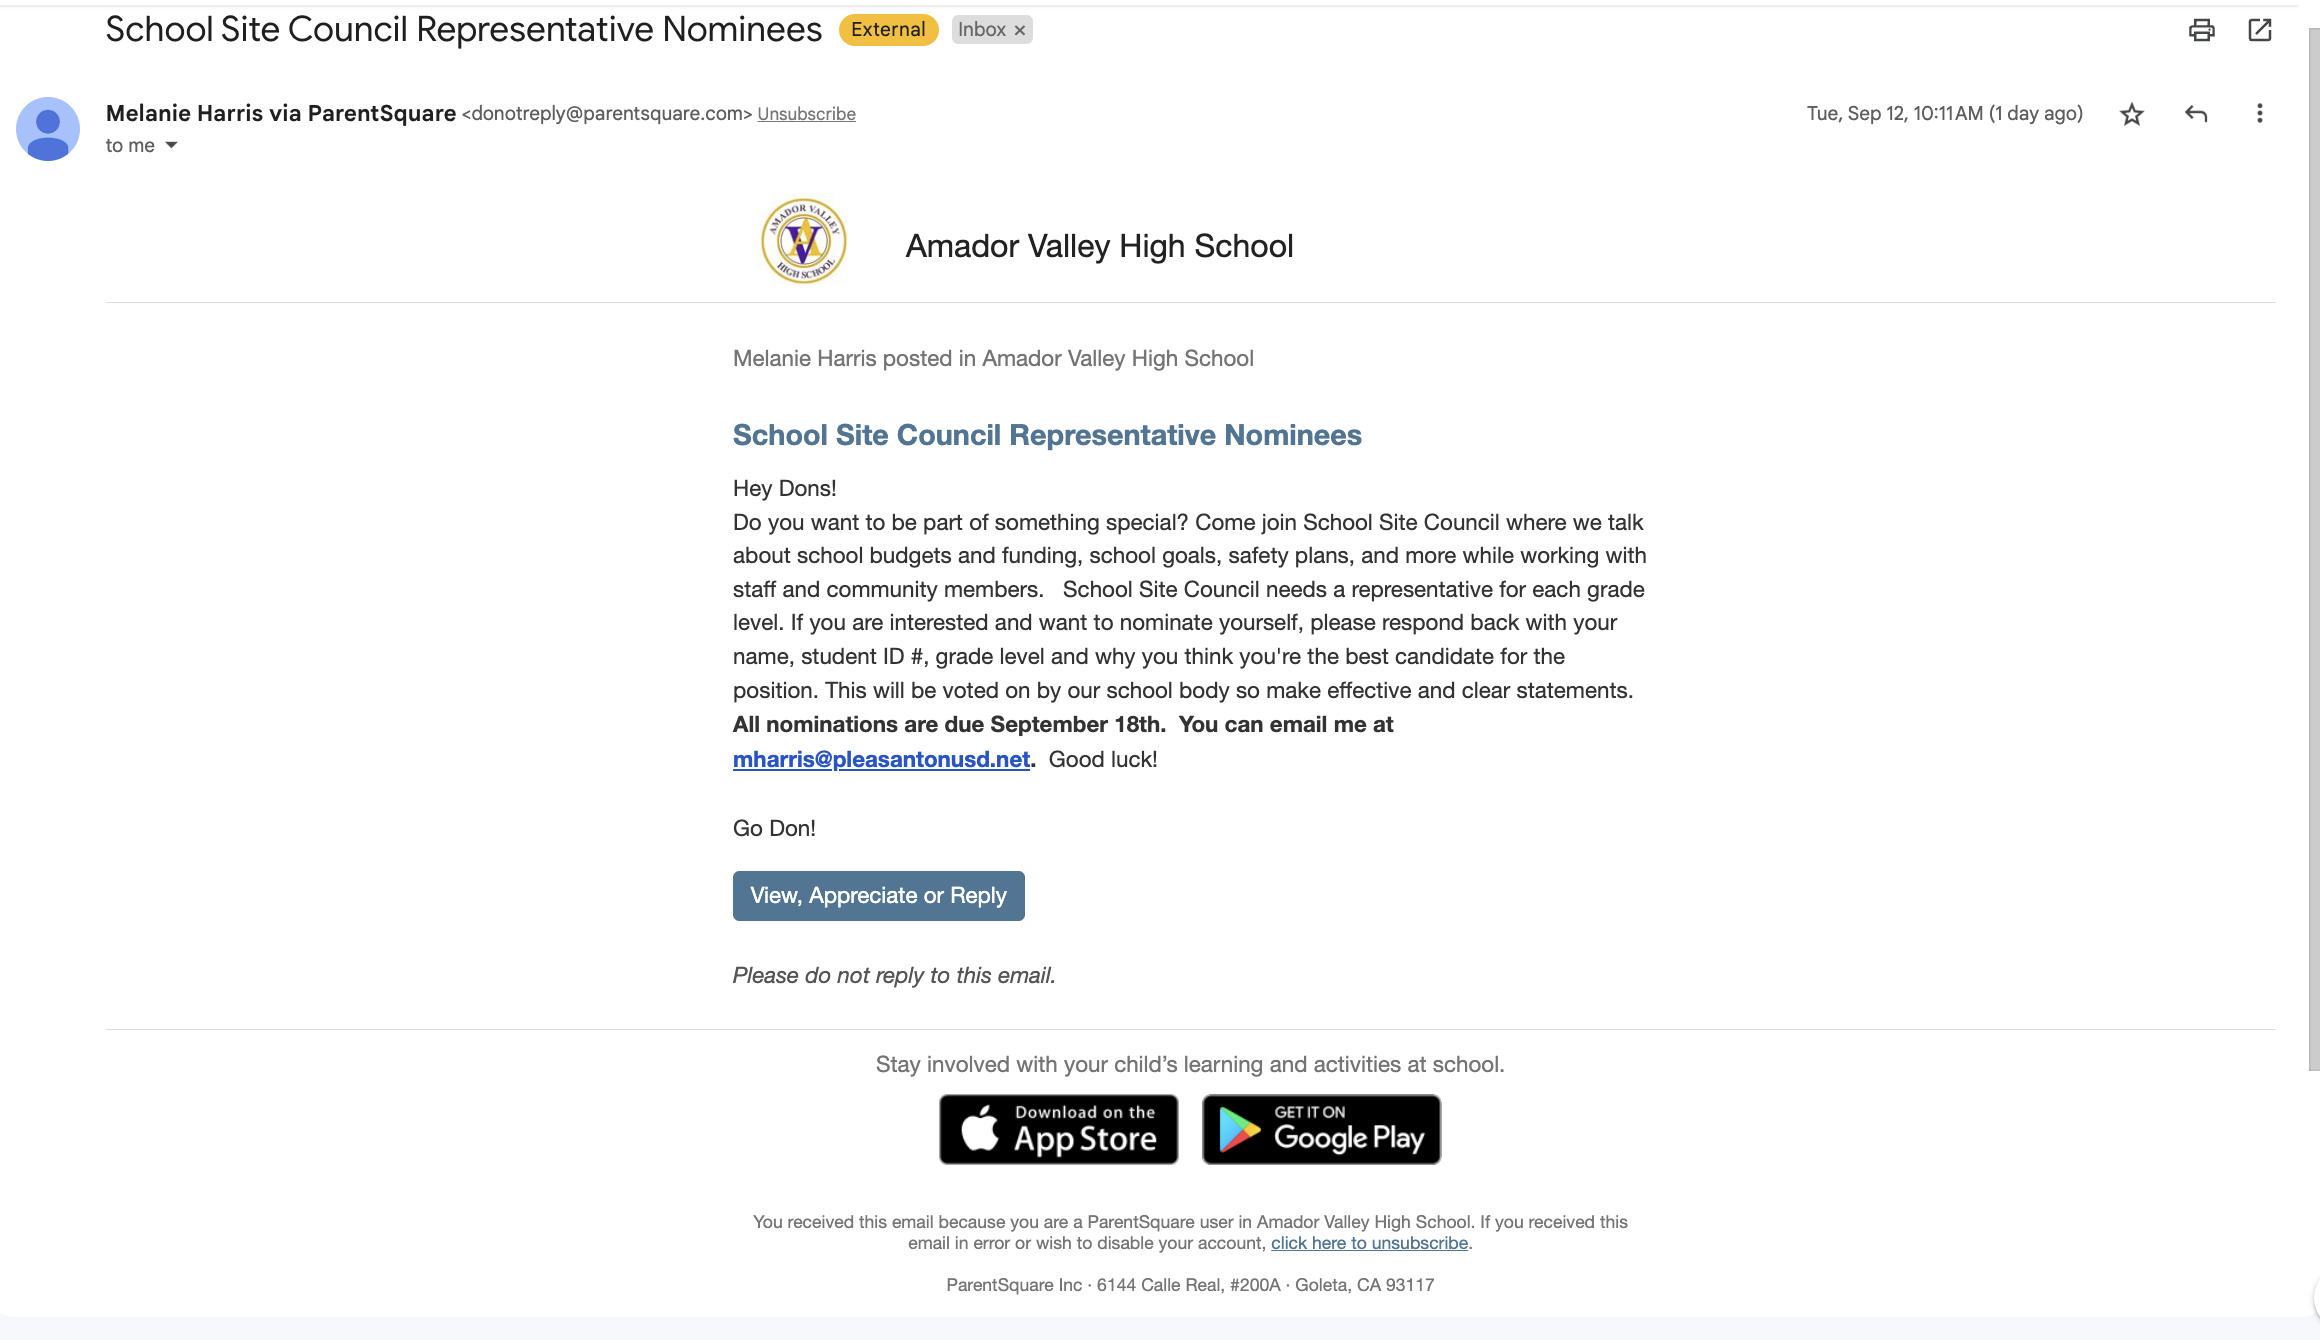 School Site Council Representative Nominees External Inbox ×
Melanie Harris via ParentSquare <donotreply@parentsquare.com> Unsubscribe
Tue, Sep 12, 10:11 AM (1 day ago)
to me
AMADOR VALLEY
AV
HIGH SCHOOL
Amador Valley High School
Melanie Harris posted in Amador Valley High School
School Site Council Representative Nominees
Hey Dons!
Do you want to be part of something special? Come join School Site Council where we talk
about school budgets and funding, school goals, safety plans, and more while working with
staff and community members.   School Site Council needs a representative for each grade
level. If you are interested and want to nominate yourself, please respond back with your
name, student ID #, grade level and why you think you're the best candidate for the
position. This will be voted on by our school body so make effective and clear statements.
All nominations are due September 18th.  You can email me at
mharris@pleasantonusd.net.  Good luck!
Go Don!
View, Appreciate or Reply
Please do not reply to this email.
Stay involved with your child’s learning and activities at school.
Download on the
App Store
GET IT ON
Google Play
You received this email because you are a ParentSquare user in Amador Valley High School. If you received this
email in error or wish to disable your account, click here to unsubscribe.
ParentSquare Inc · 6144 Calle Real, #200A · Goleta, CA 93117